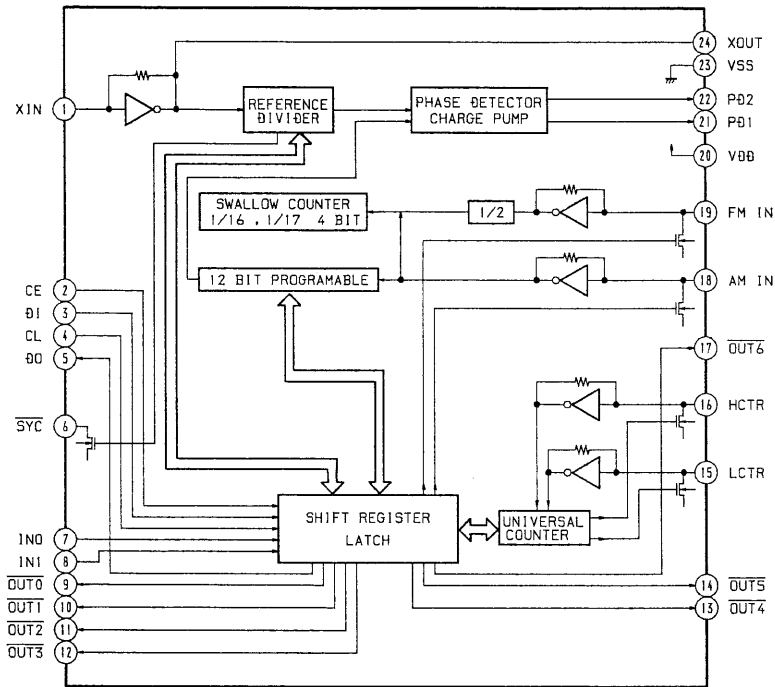 24 XOUT
23 VSS
XIN 1
REFERENCE
DIVIDER
PHASE DETECTOR
CHARGE PUMP
22 PD2
21 PD1
20 VDD
SWALLOW COUNTER
1/16 , 1/17 4 BIT
1/2
19 FM IN
12 BIT PROGRAMABLE
18 AM IN
CE 2
DI 3
CL 4
DO 5
17 OUT6
SYC 6
16 HCTR
15 LCTR
SHIFT REGISTER
LATCH
UNIVERSAL
COUNTER
IN0 7
IN1 8
OUT0 9
OUT1 10
OUT2 11
OUT3 12
14 OUT5
13 OUT4